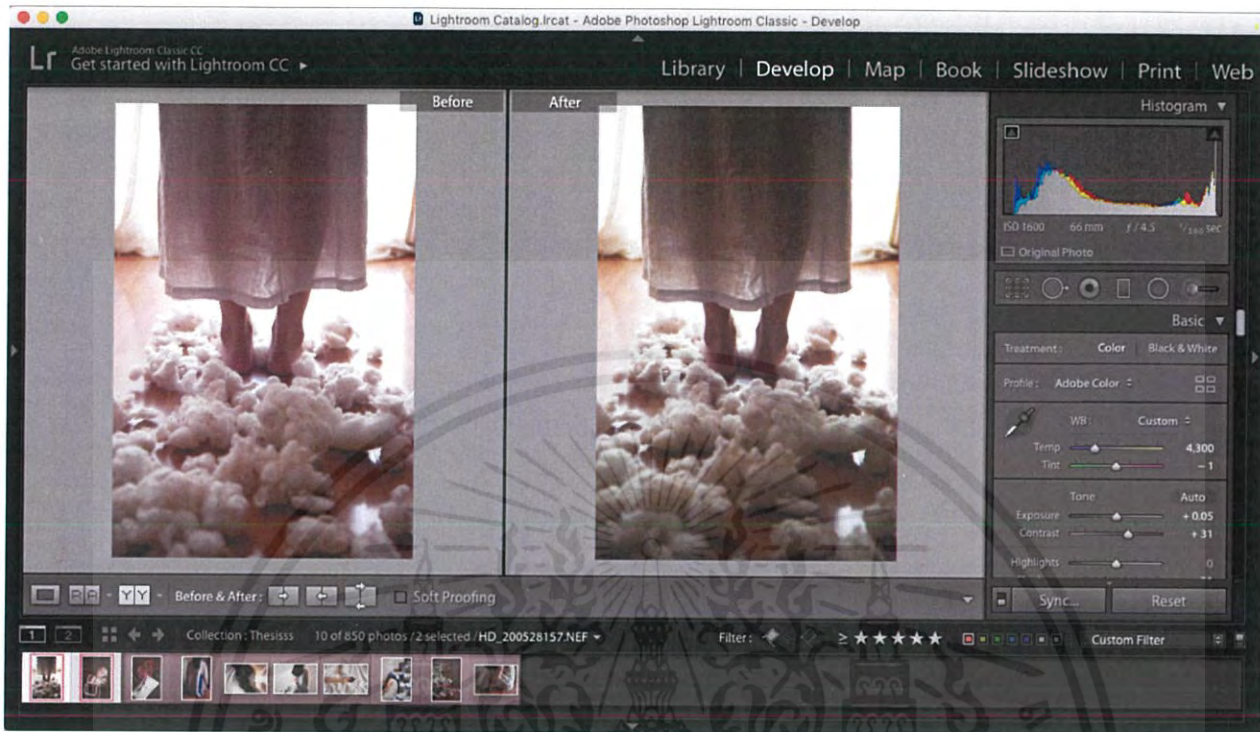 Lightroom Catalog.lrcat - Adobe Photoshop Lightroom Classic - Develop
Lr
Adobe Lightroom Classic CC
Get started with Lightroom CC
Library | Develop | Map | Book | Slideshow | Print | Web
Before
After
Histogram
ISO 1600 66 mm ƒ / 4.5 sec
Original Photo
Basic
Treatment : Color Black & White
Profile : Adobe Color
WB : Custom
Temp 4,300
Tint − 1
Tone Auto
Exposure + 0.05
Contrast + 31
Highlights 0
Y Y
Before & After :
Soft Proofing
Sync...
Reset
1 2
Collection : Thesisss 10 of 850 photos / 2 selected / HD_200528157.NEF
Filter : ≥ ★★★★★ Custom Filter